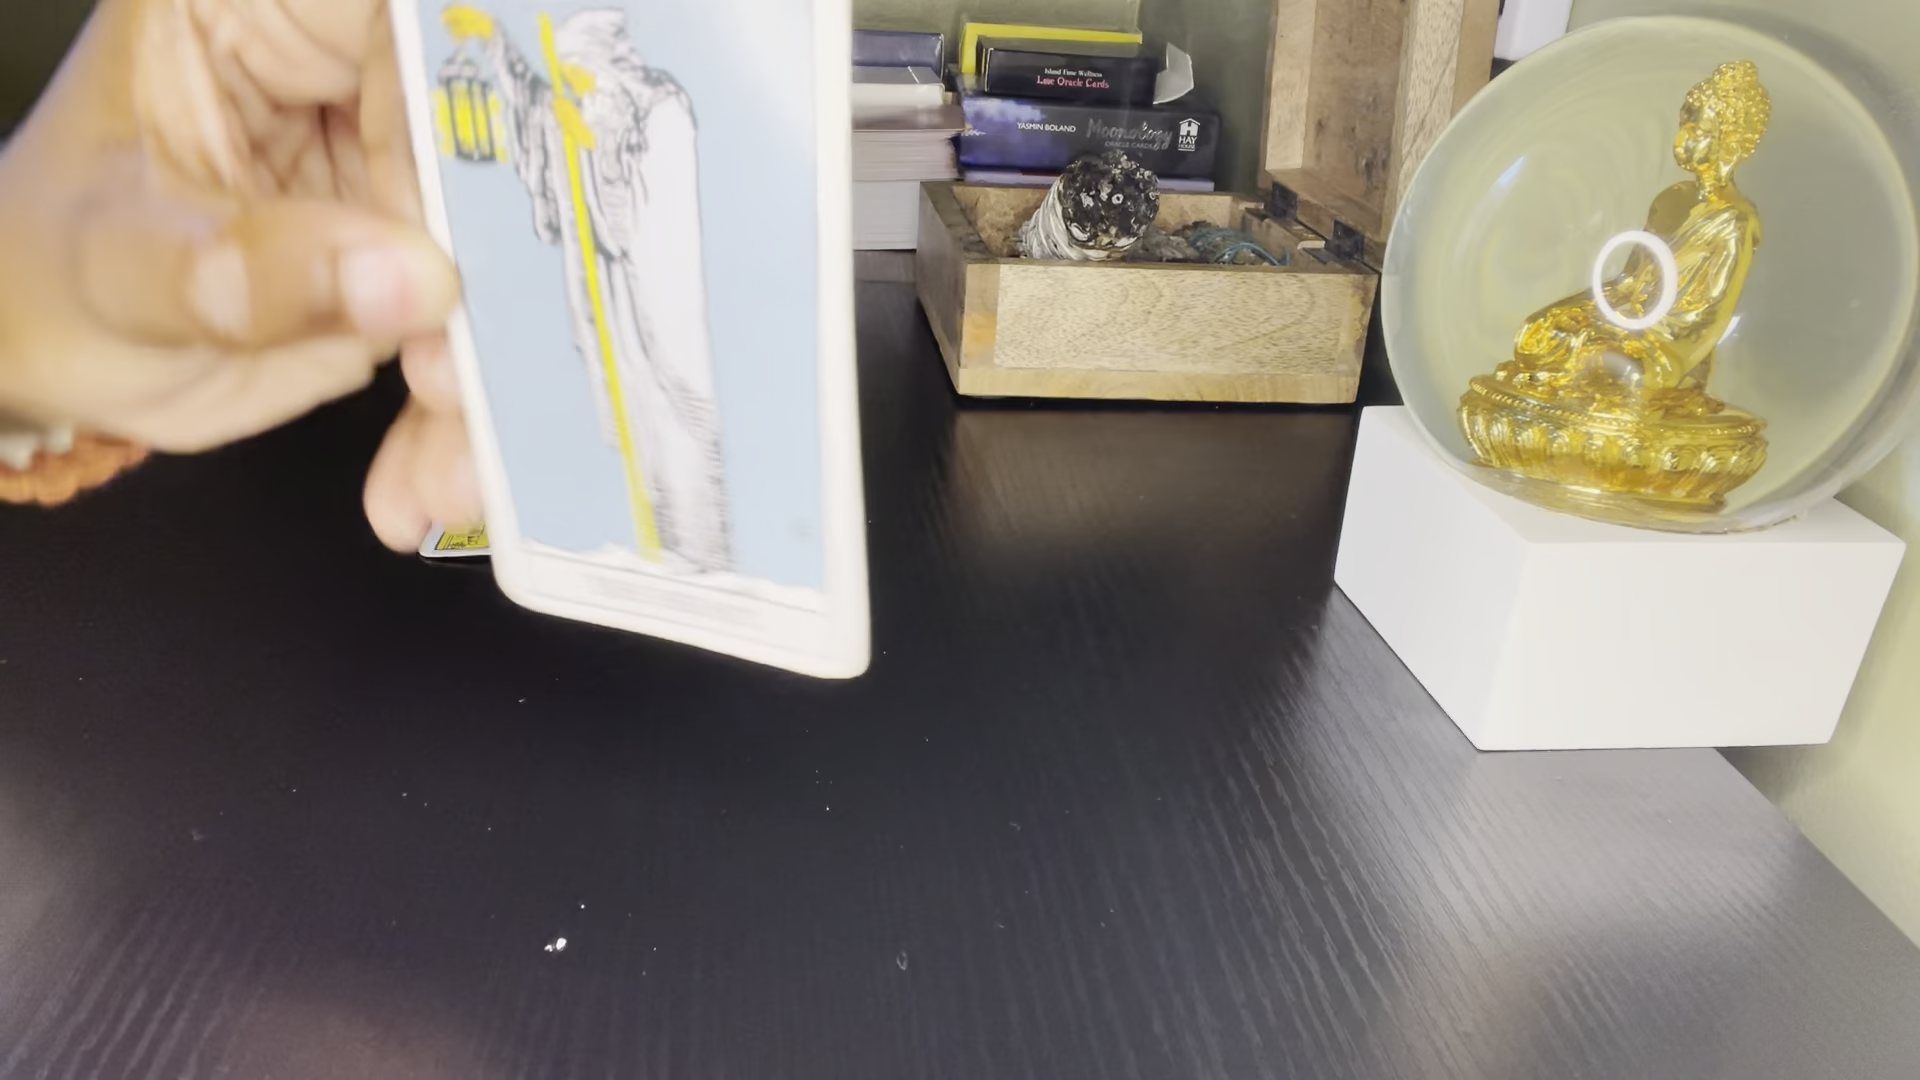 Island Time Wellness
Love Oracle Cards
YASMIN BOLAND
Moonology
ORACLE CARDS
HAY
HOUSE